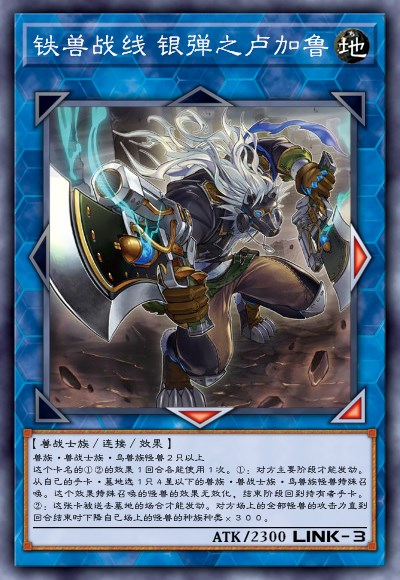 铁兽战线 银弹之卢加鲁 地
【兽战士族／连接／效果】
兽族・兽战士族・鸟兽族怪兽2只以上
这个卡名的①②的效果1回合各能使用1次。①：对方主要阶段才能发动。
从自己的手卡・墓地选1只4星以下的兽族・兽战士族・鸟兽族怪兽特殊召
唤。这个效果特殊召唤的怪兽的效果无效化，结束阶段回到持有者手卡。
②：这张卡被送去墓地的场合才能发动。对方场上的全部怪兽的攻击力直到
回合结束时下降自己场上的怪兽的种族种类×300。
ATK/2300 LINK-3